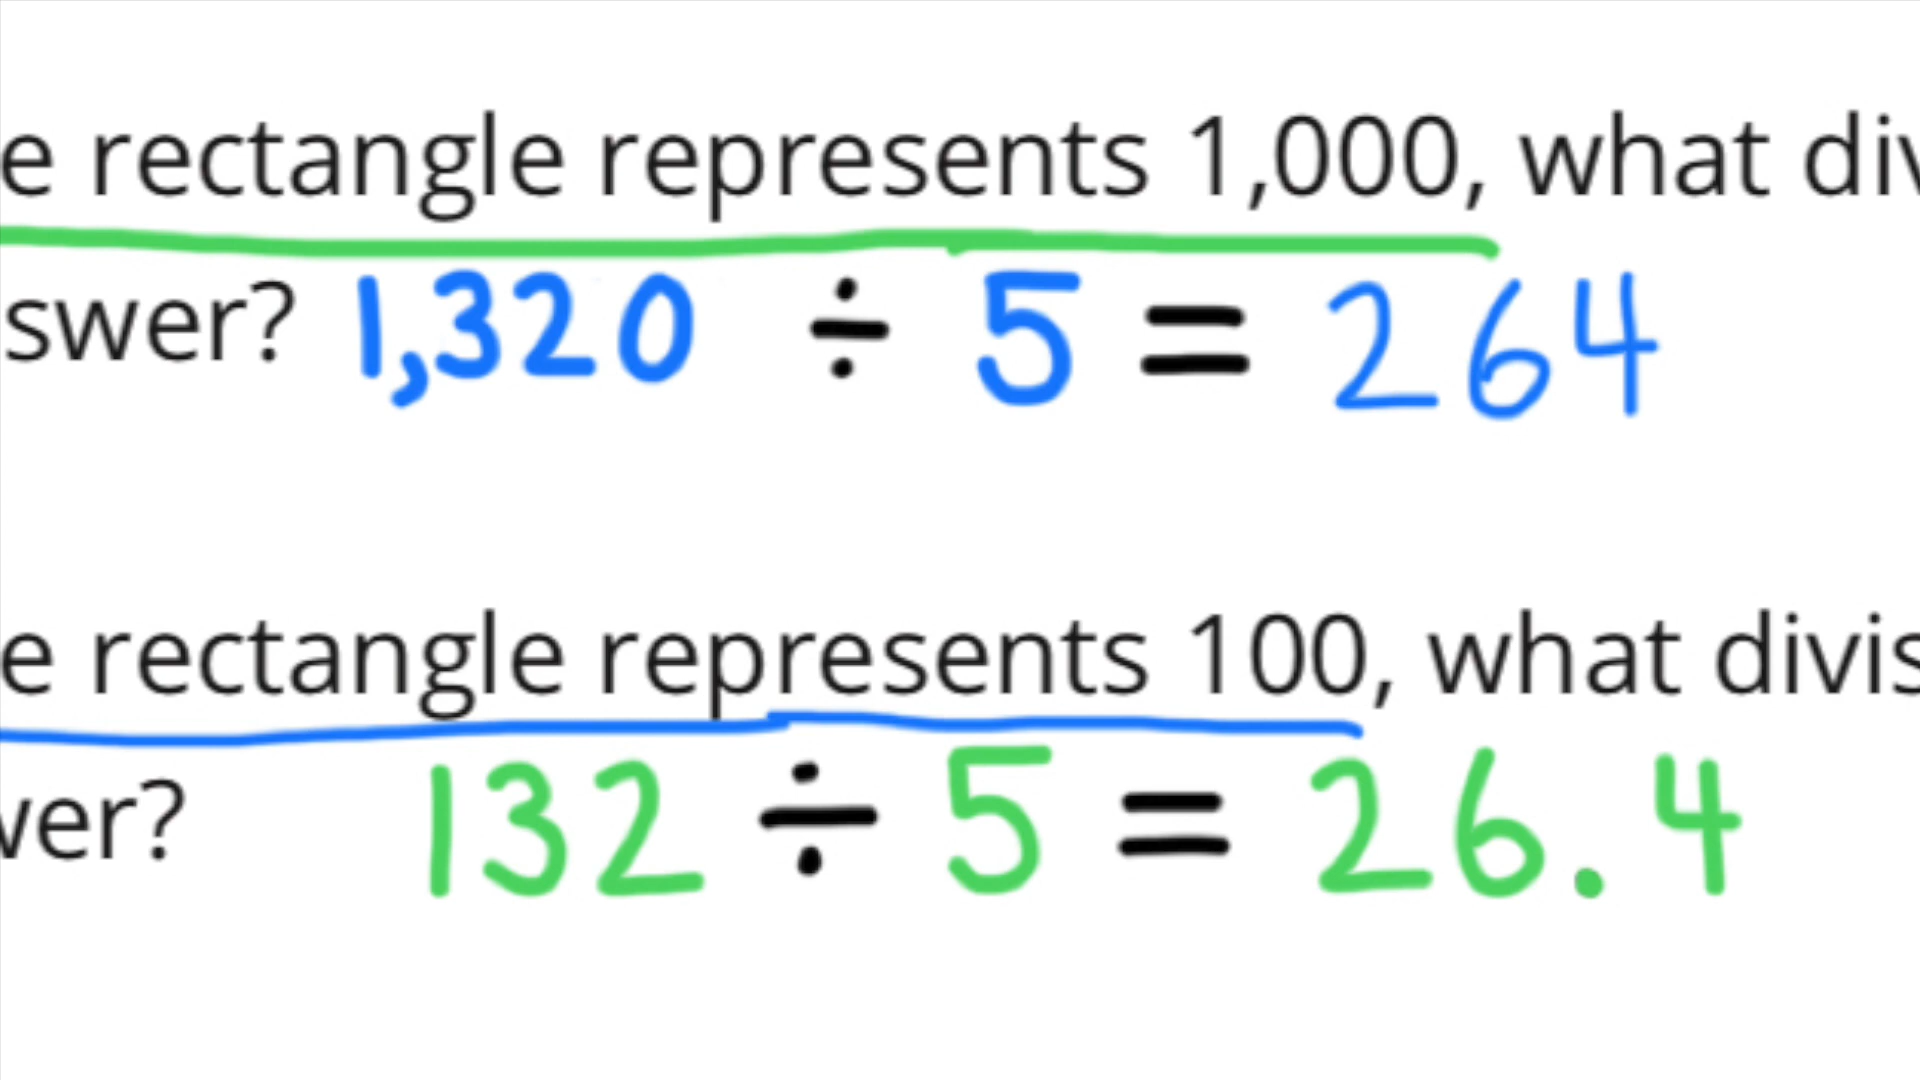 e rectangle represents 1,000, what div
swer? 1,320 ÷ 5 = 264
e rectangle represents 100, what divis
wer? 132 ÷ 5 = 26.4